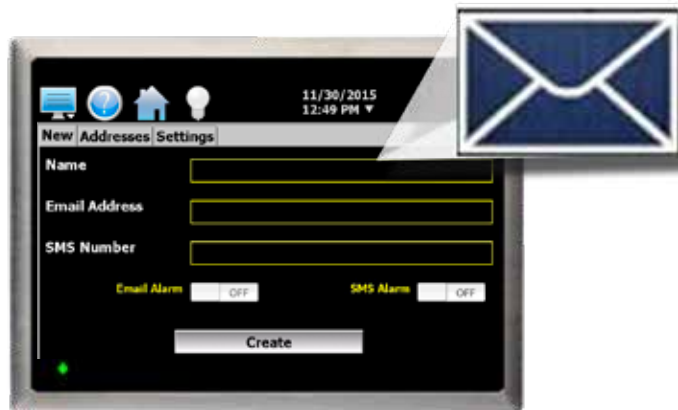 11/30/2015
12:49 PM ▼
New Addresses Settings
Name
Email Address
SMS Number
Email Alarm OFF SMS Alarm OFF
Create